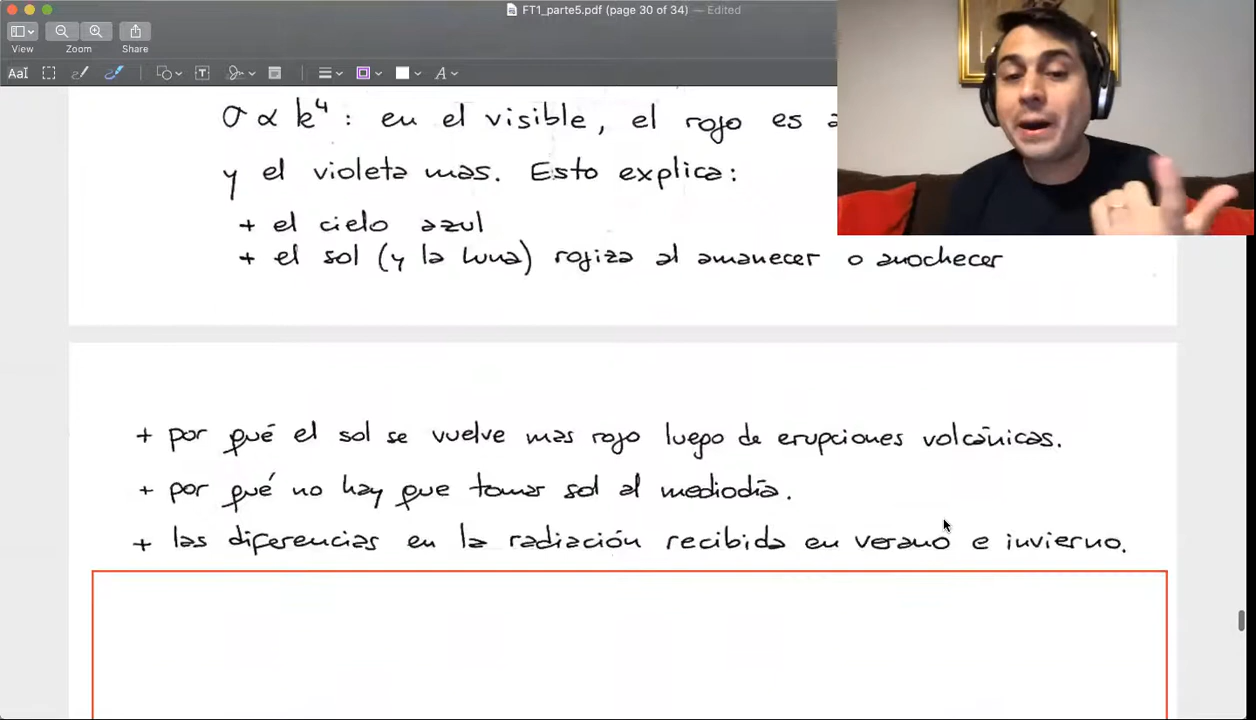 FT1_parte5.pdf (page 30 of 34) — Edited
View
Zoom
Share
AaI
T
A
σ ∝ k⁴ : en el visible, el rojo es
y el violeta mas. Esto explica:
+ el cielo azul
+ el sol (y la luna) rojiza al amanecer o anochecer
+ por qué el sol se vuelve mas rojo luego de erupciones volcánicas.
+ por qué no hay que tomar sol al mediodía.
+ las diferencias en la radiación recibida en verano e invierno.